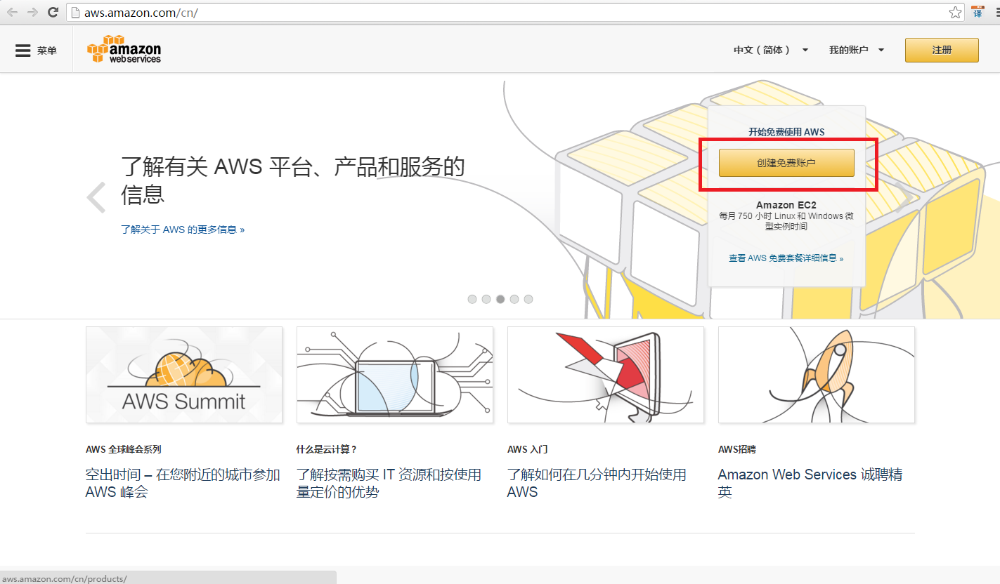 aws.amazon.com/cn/
译
菜单
amazon
web services
中文 ( 简体 )
我的账户
注册
开始免费使用 AWS
创建免费账户
了解有关 AWS 平台、产品和服务的
信息
了解关于 AWS 的更多信息 »
Amazon EC2
每月 750 小时 Linux 和 Windows 微
型实例时间
查看 AWS 免费套餐详细信息 »
AWS Summit
AWS 全球峰会系列
空出时间 – 在您附近的城市参加
AWS 峰会
什么是云计算？
了解按需购买 IT 资源和按使用
量定价的优势
AWS 入门
了解如何在几分钟内开始使用
AWS
AWS招聘
Amazon Web Services 诚聘精
英
aws.amazon.com/cn/products/